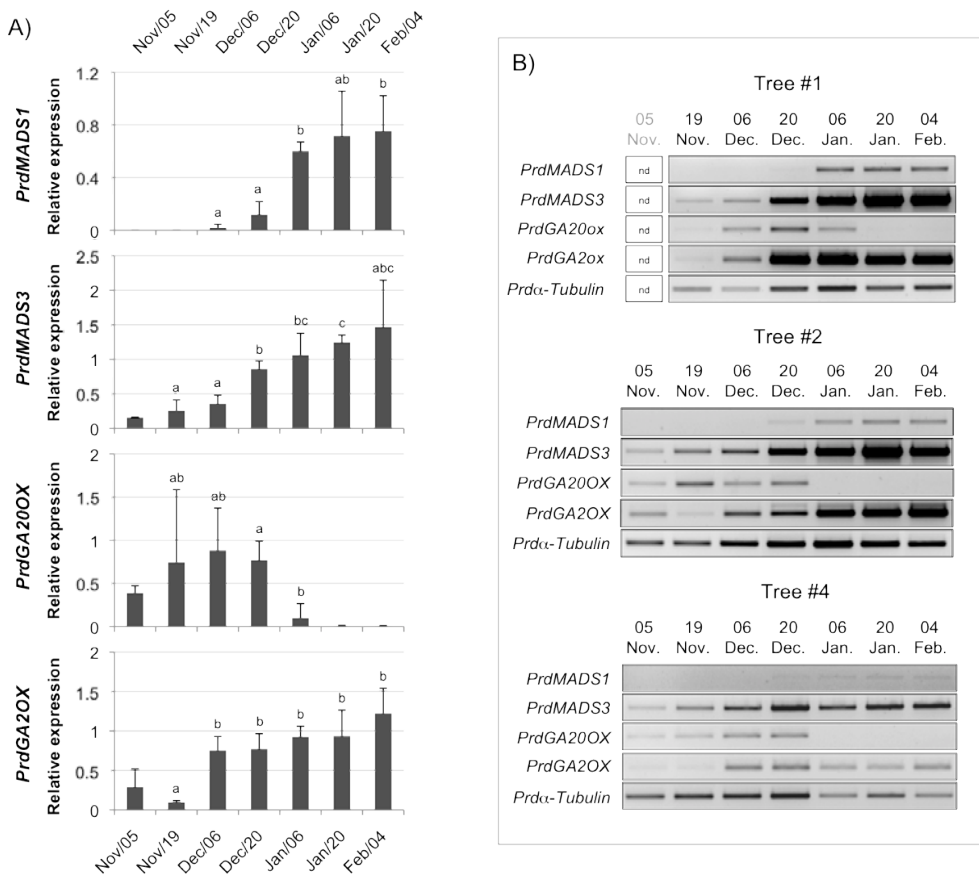 A)
Nov/05 Nov/19 Dec/06 Dec/20 Jan/06 Jan/20 Feb/04
PrdMADS1
Relative expression
1.2
0.8
0.4
0
a a b ab b
PrdMADS3
Relative expression
2.5
2
1.5
1
0.5
0
a a b bc c abc
PrdGA20OX
Relative expression
2
1.5
1
0.5
0
ab ab a b
PrdGA2OX
Relative expression
2
1.5
1
0.5
0
a b b b b b
Nov/05 Nov/19 Dec/06 Dec/20 Jan/06 Jan/20 Feb/04
B)
Tree #1
05 19 06 20 06 20 04
Nov. Nov. Dec. Dec. Jan. Jan. Feb.
PrdMADS1 nd
PrdMADS3 nd
PrdGA20ox nd
PrdGA2ox nd
Prdα-Tubulin nd
Tree #2
05 19 06 20 06 20 04
Nov. Nov. Dec. Dec. Jan. Jan. Feb.
PrdMADS1
PrdMADS3
PrdGA20OX
PrdGA2OX
Prdα-Tubulin
Tree #4
05 19 06 20 06 20 04
Nov. Nov. Dec. Dec. Jan. Jan. Feb.
PrdMADS1
PrdMADS3
PrdGA20OX
PrdGA2OX
Prdα-Tubulin